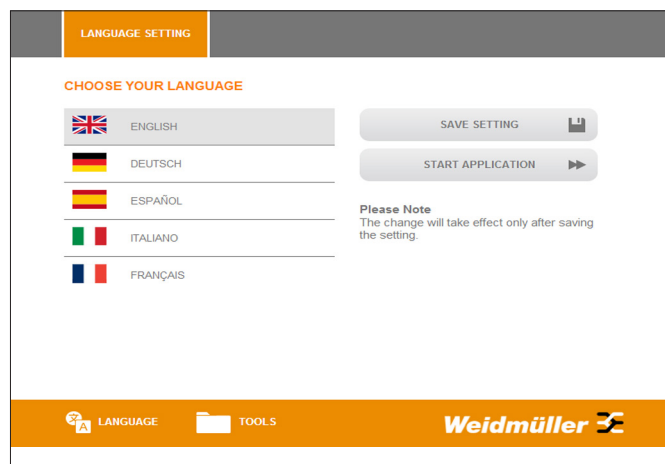 LANGUAGE SETTING
CHOOSE YOUR LANGUAGE
ENGLISH
DEUTSCH
ESPAÑOL
ITALIANO
FRANÇAIS
SAVE SETTING
START APPLICATION
Please Note
The change will take effect only after saving
the setting.
LANGUAGE
TOOLS
Weidmüller